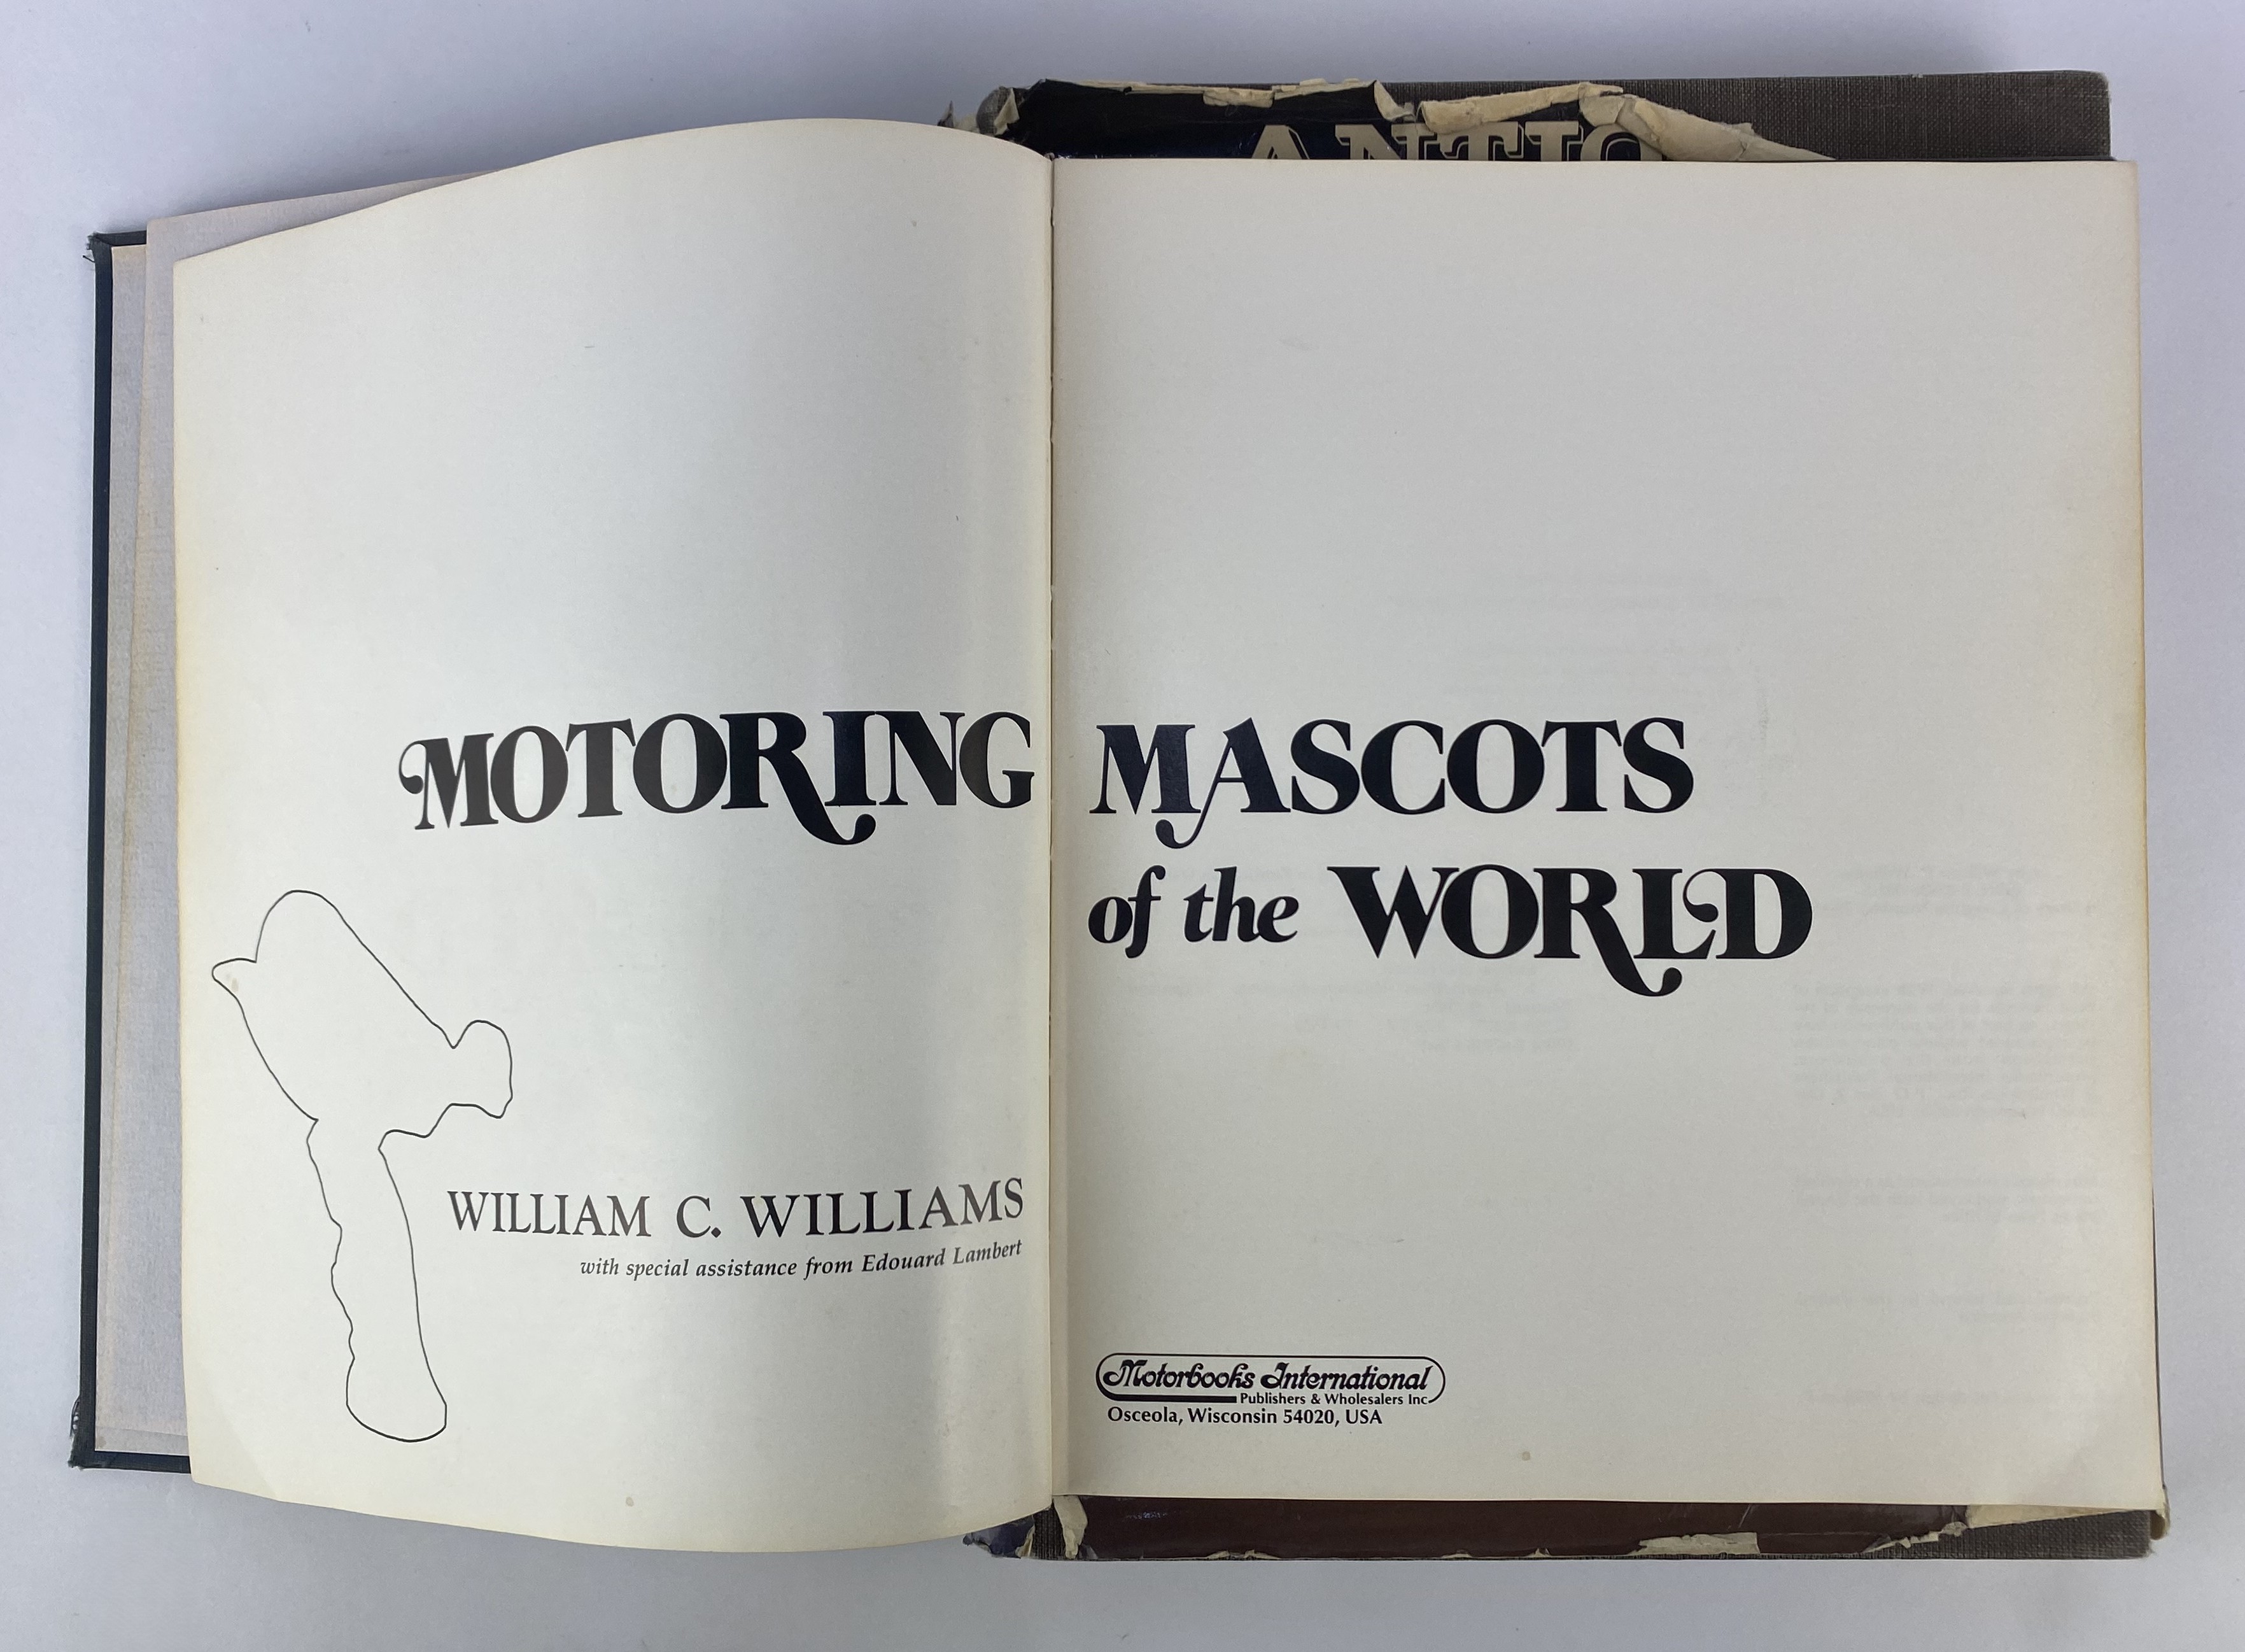 ANTIQ
MOTORING MASCOTS
of the WORLD
WILLIAM C. WILLIAMS
with special assistance from Edouard Lambert
Motorbooks International
Publishers & Wholesalers Inc
Osceola, Wisconsin 54020, USA